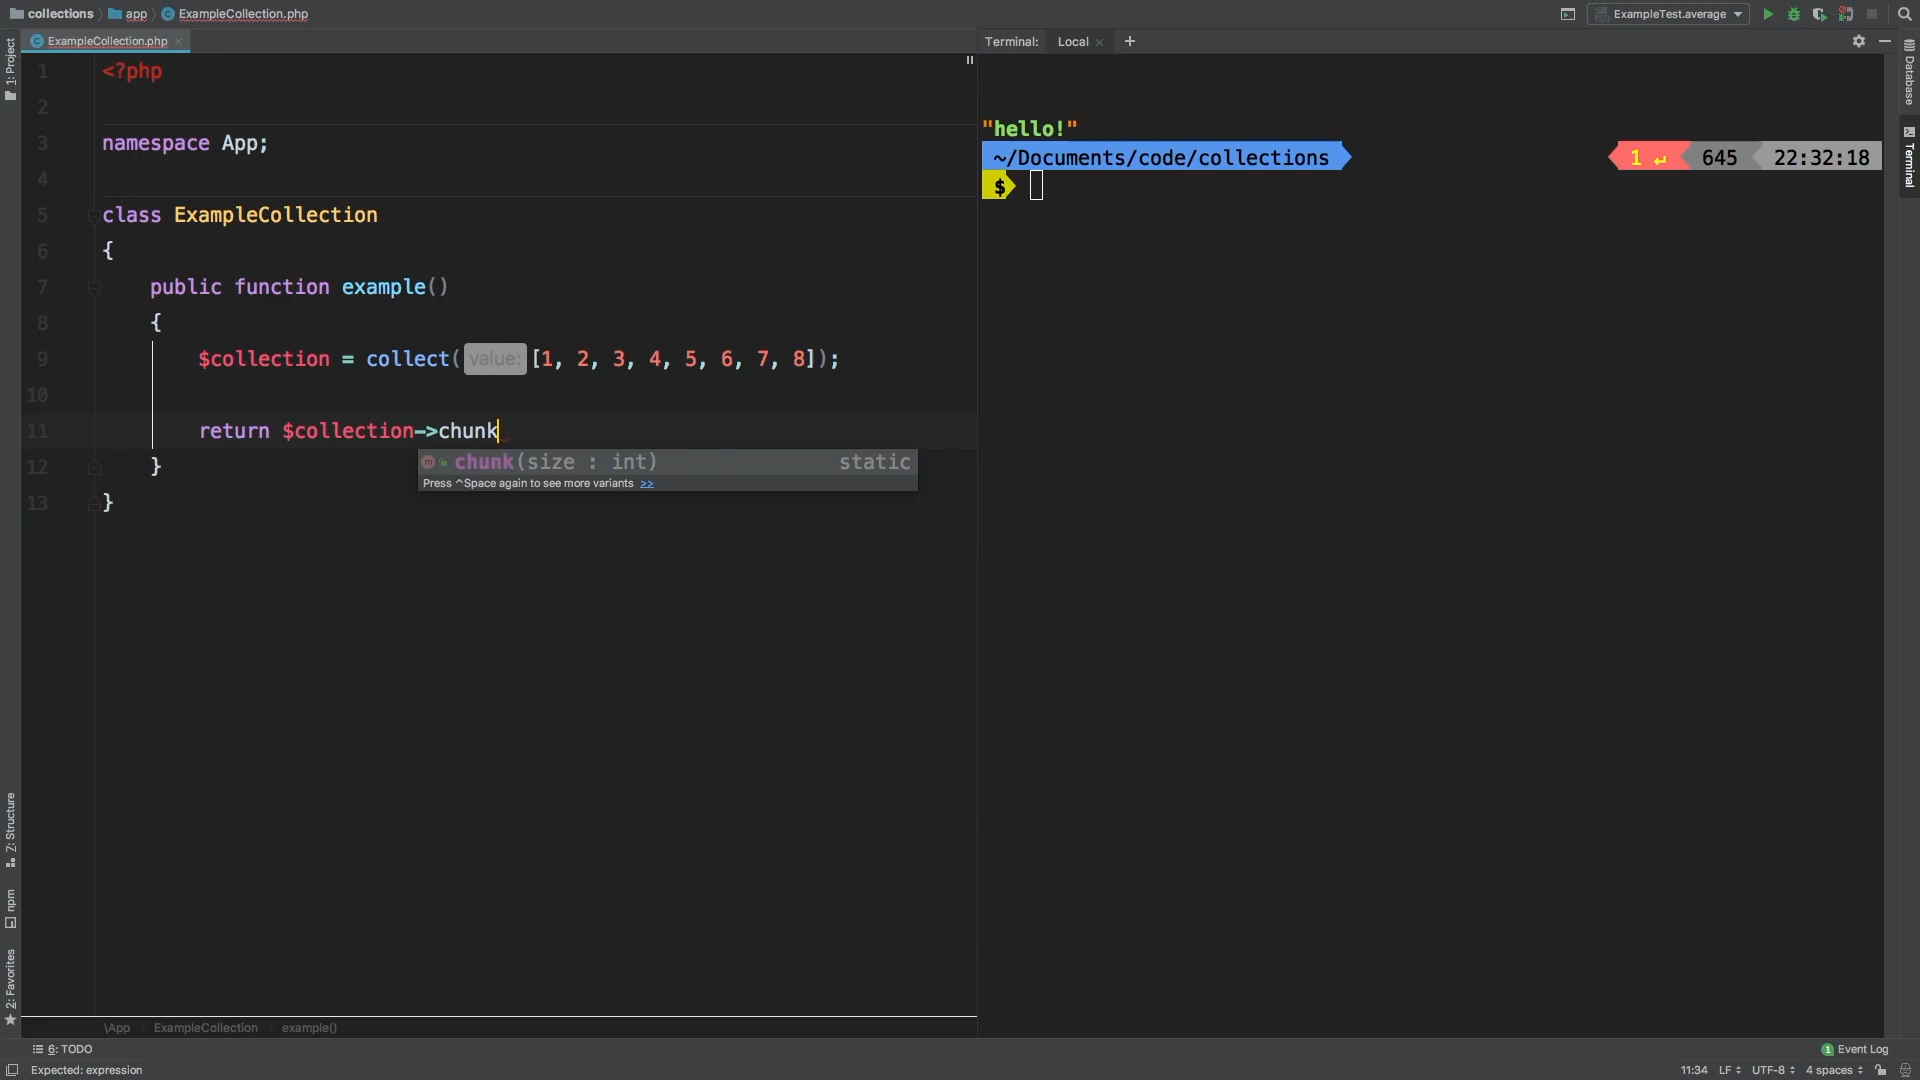 collections app ExampleCollection.php ExampleTest.average
ExampleCollection.php
Terminal: Local
1: Project
Database
Terminal
1 <?php
2
3 namespace App;
4
5 class ExampleCollection
6 {
7 public function example()
8 {
9 $collection = collect( value: [1, 2, 3, 4, 5, 6, 7, 8]);
10
11 return $collection->chunk
chunk(size : int) static
Press ^Space again to see more variants >>
12 }
13 }
"hello!"
~/Documents/code/collections 1 ↵ 645 22:32:18
$
Z: Structure
npm
2: Favorites
\App ExampleCollection example()
6: TODO
1 Event Log
Expected: expression
11:34 LF UTF-8 4 spaces